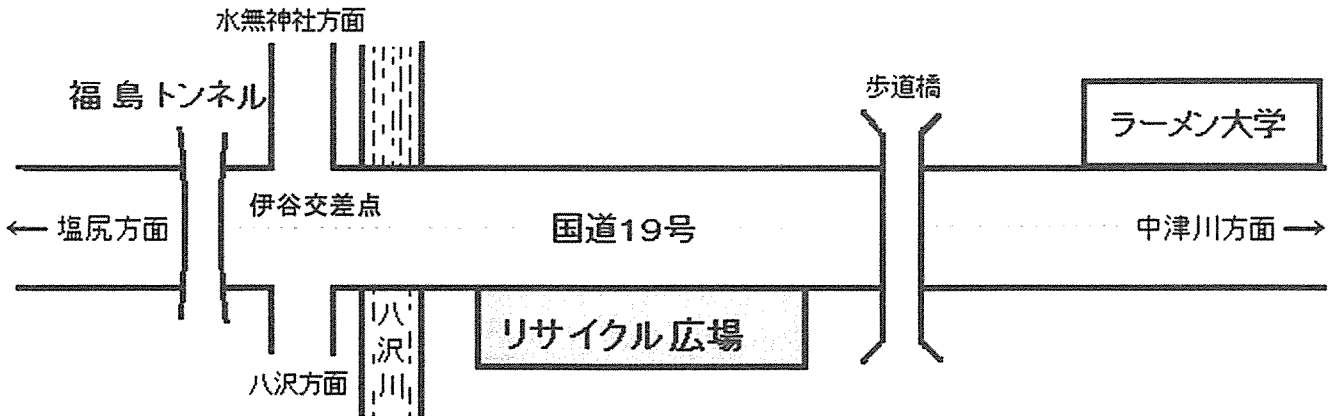 水無神社方面
福島トンネル
歩道橋
ラーメン大学
伊谷交差点
← 塩尻方面
国道19号
中津川方面 →
リサイクル広場
八沢川
八沢方面